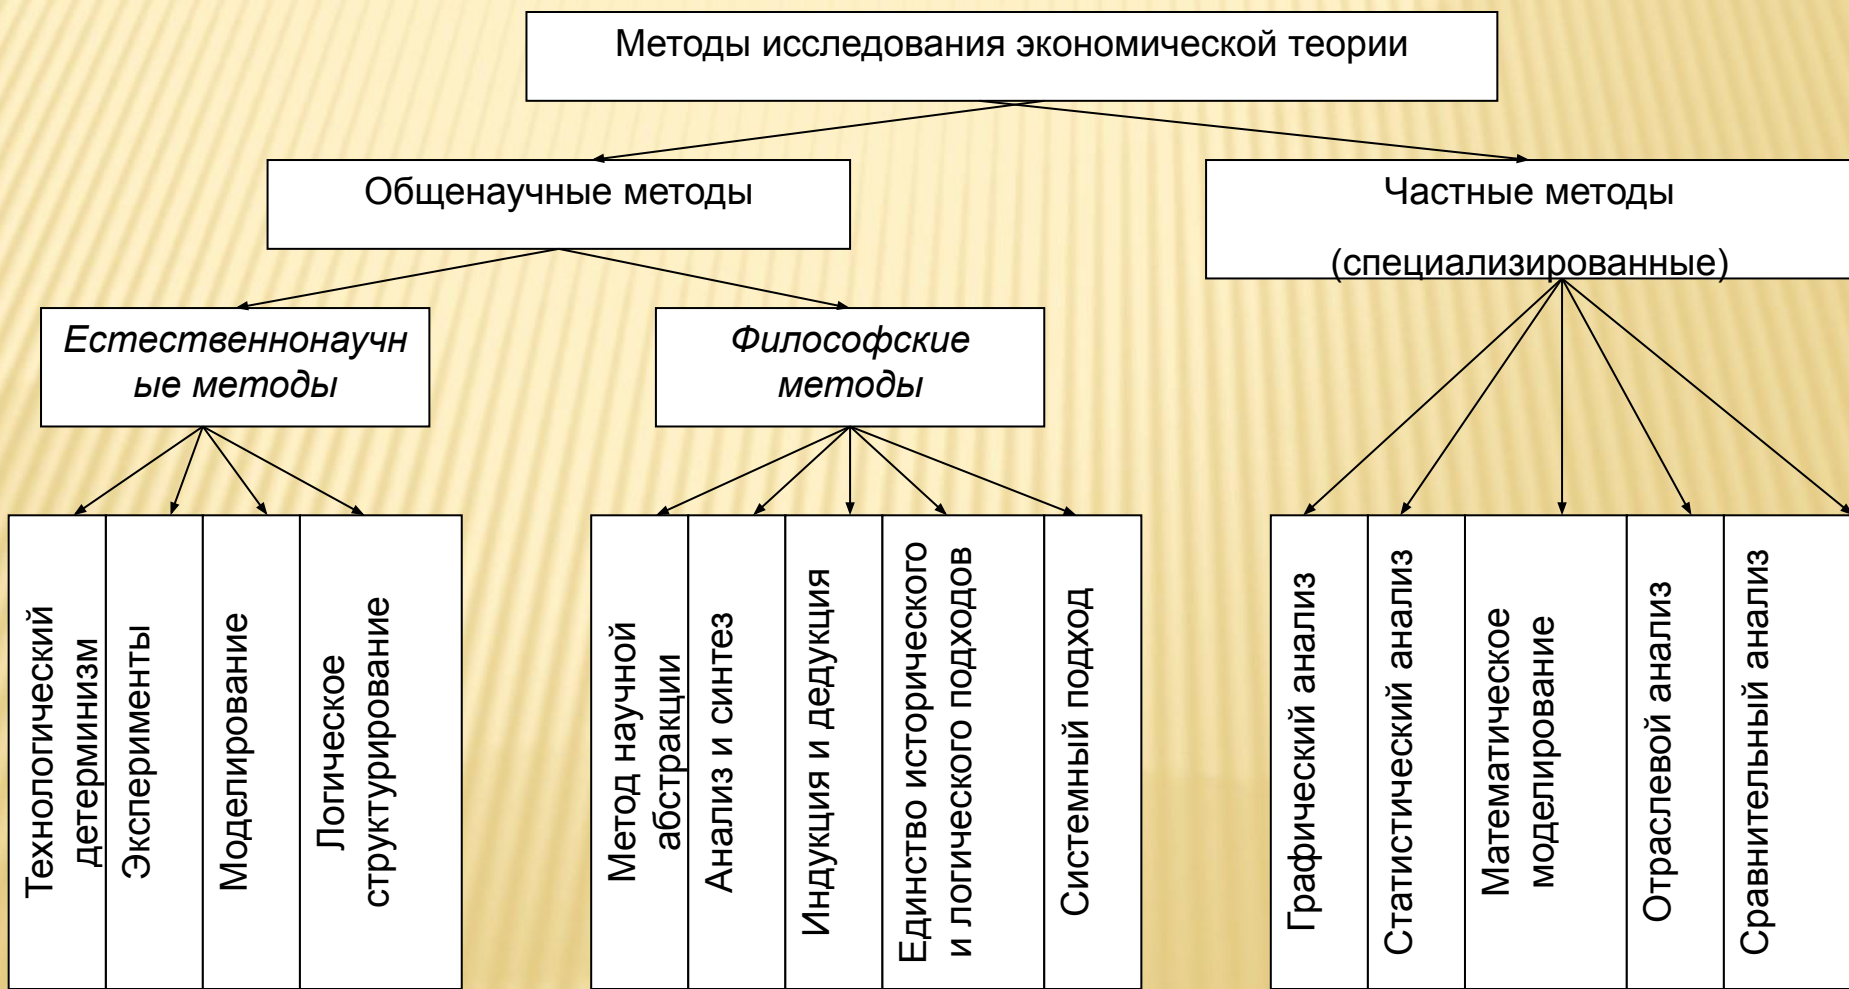 Методы исследования экономической теории
Общенаучные методы
Частные методы
(специализированные)
Естественнонаучн
ые методы
Философские
методы
Технологический
детерминизм
Эксперименты
Моделирование
Логическое
структурирование
Метод научной
абстракции
Анализ и синтез
Индукция и дедукция
Единство исторического
и логического подходов
Системный подход
Графический анализ
Статистический анализ
Математическое
моделирование
Отраслевой анализ
Сравнительный анализ